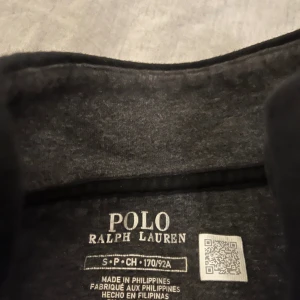 POLO
RALPH LAUREN
S • P • CH • 170/92A
MADE IN PHILIPPINES
FABRIQUÉ AUX PHILIPPINES
HECHO EN FILIPINAS